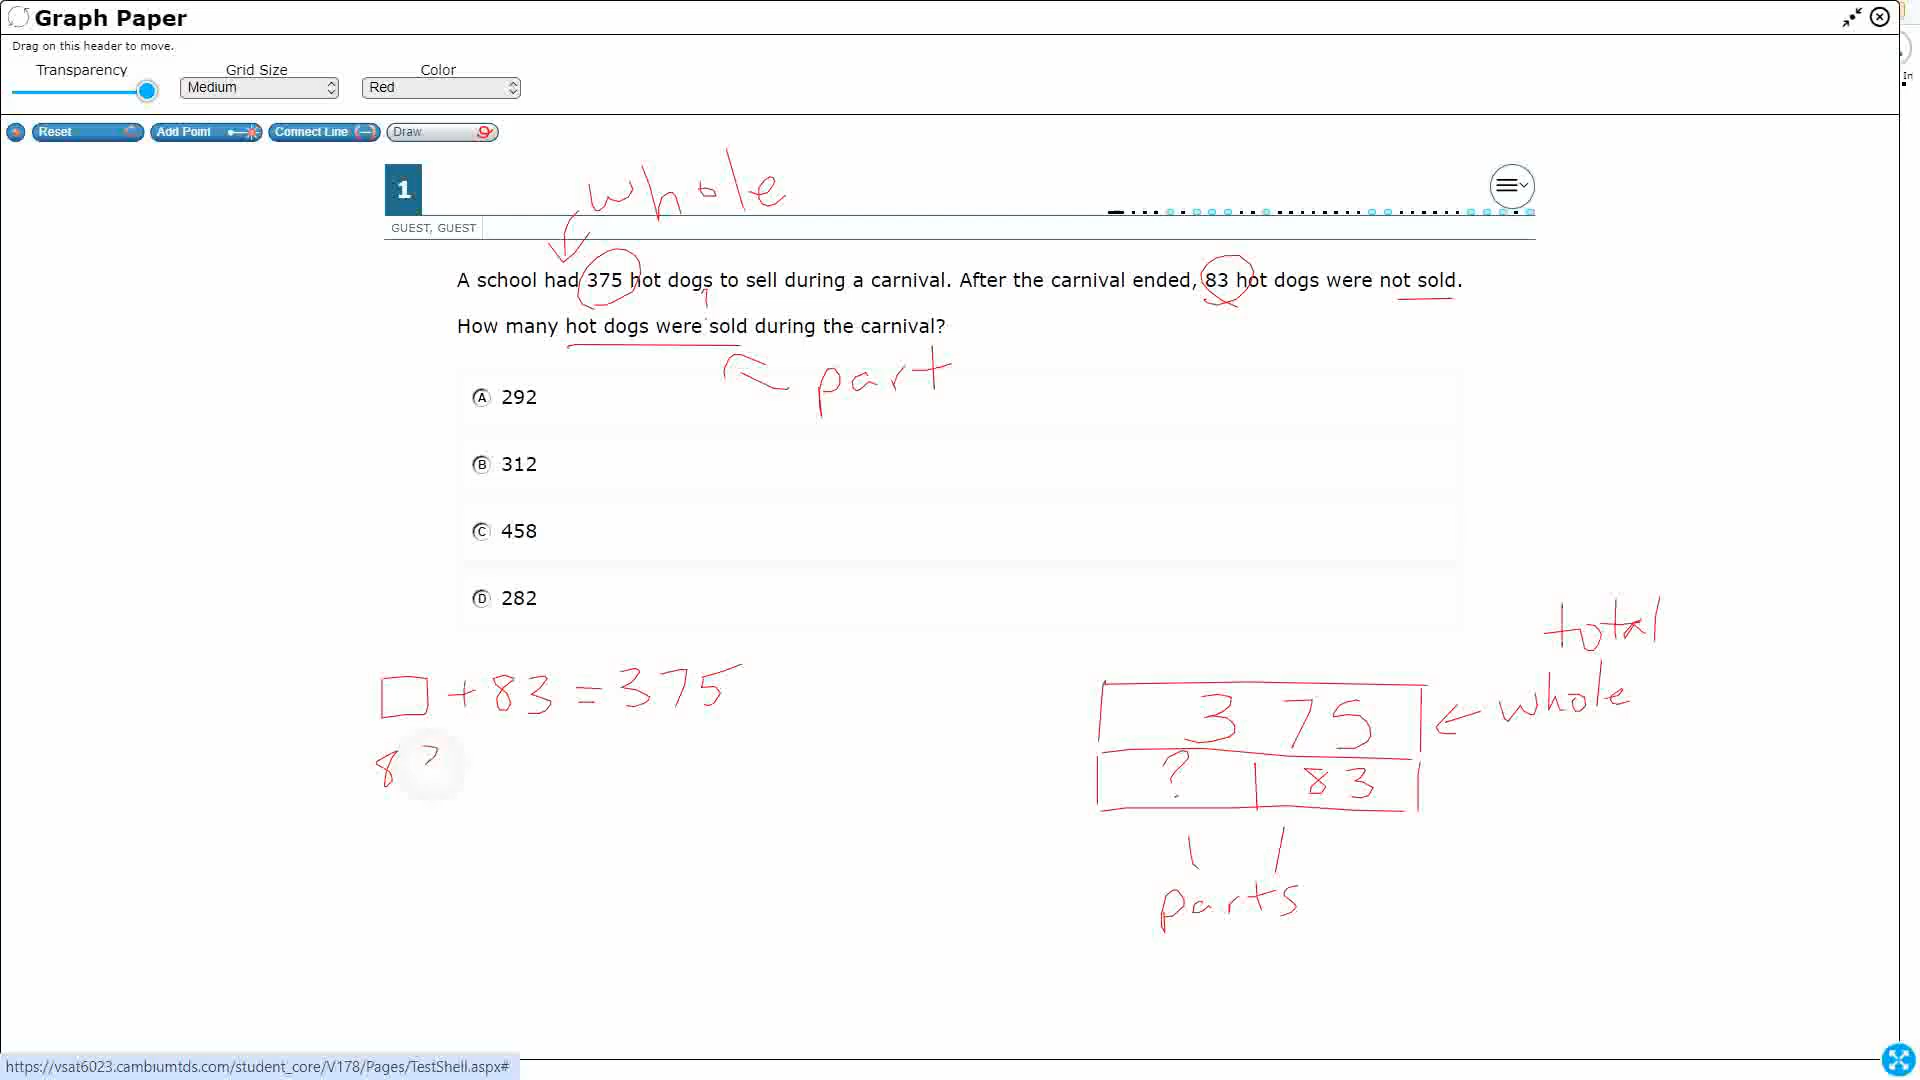 Graph Paper
Drag on this header to move.
Transparency Grid Size Color
Medium Red
Reset Add Point Connect Line Draw
whole
1
GUEST, GUEST
A school had 375 hot dogs to sell during a carnival. After the carnival ended, 83 hot dogs were not sold.
?
How many hot dogs were sold during the carnival?
part
A 292
B 312
C 458
D 282
total
□ + 83 = 375
375 ← whole
8
? 83
parts
https://vsat6023.cambiumtds.com/student_core/V178/Pages/TestShell.aspx#